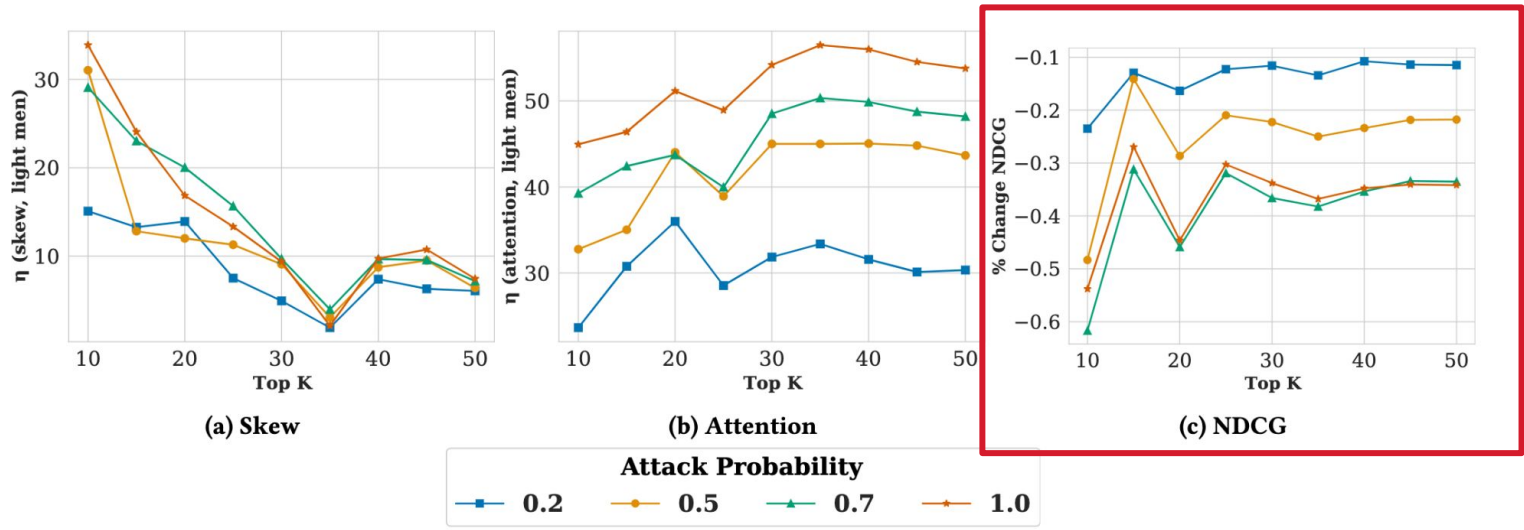 η (skew, light men)
30
20
10
10 20 30 40 50
Top K
(a) Skew
η (attention, light men)
50
40
30
10 20 30 40 50
Top K
(b) Attention
% Change NDCG
−0.1
−0.2
−0.3
−0.4
−0.5
−0.6
10 20 30 40 50
Top K
(c) NDCG
Attack Probability
0.2 0.5 0.7 1.0